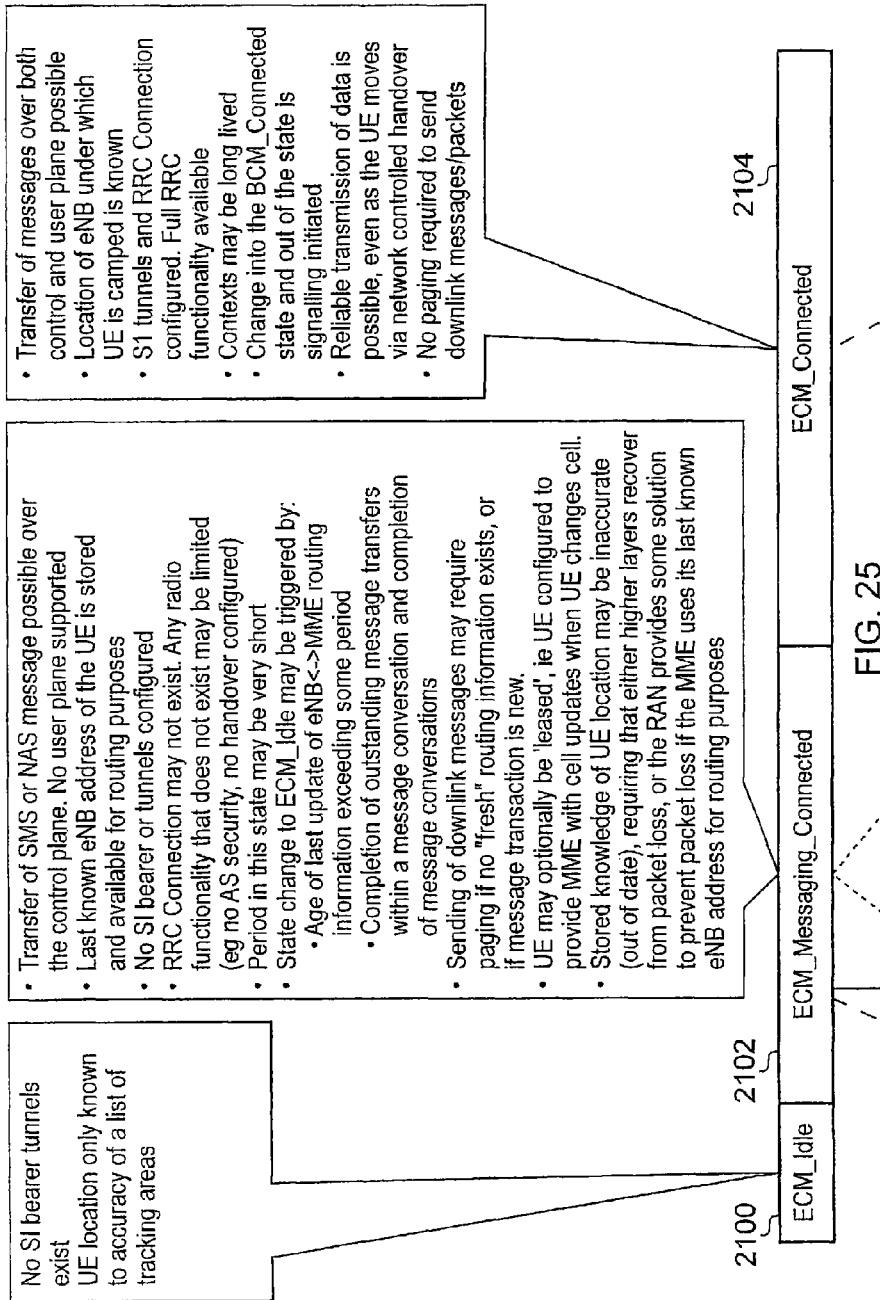 No SI bearer tunnels
exist
UE location only known
to accuracy of a list of
tracking areas
• Transfer of SMS or NAS message possible over
the control plane. No user plane supported
• Last known eNB address of the UE is stored
and available for routing purposes
• No SI bearer or tunnels configured
• RRC Connection may not exist. Any radio
functionality that does not exist may be limited
(eg no AS security, no handover configured)
• Period in this state may be very short
• State change to ECM_Idle may be triggered by:
• Age of last update of eNB<->MME routing
information exceeding some period
• Completion of outstanding message transfers
within a message conversation and completion
of message conversations
• Sending of downlink messages may require
paging if no "fresh" routing information exists, or
if message transaction is new.
• UE may optionally be 'leased', ie UE configured to
provide MME with cell updates when UE changes cell.
• Stored knowledge of UE location may be inaccurate
(out of date), requiring that either higher layers recover
from packet loss, or the RAN provides some solution
to prevent packet loss if the MME uses its last known
eNB address for routing purposes
• Transfer of messages over both
control and user plane possible
• Location of eNB under which
UE is camped is known
• S1 tunnels and RRC Connection
configured. Full RRC
functionality available
• Contexts may be long lived
• Change into the BCM_Connected
state and out of the state is
signalling initiated
• Reliable transmission of data is
possible, even as the UE moves
via network controlled handover
• No paging required to send
downlink messages/packets
2100
2102
2104
ECM_Idle
ECM_Messaging_Connected
ECM_Connected
FIG. 25